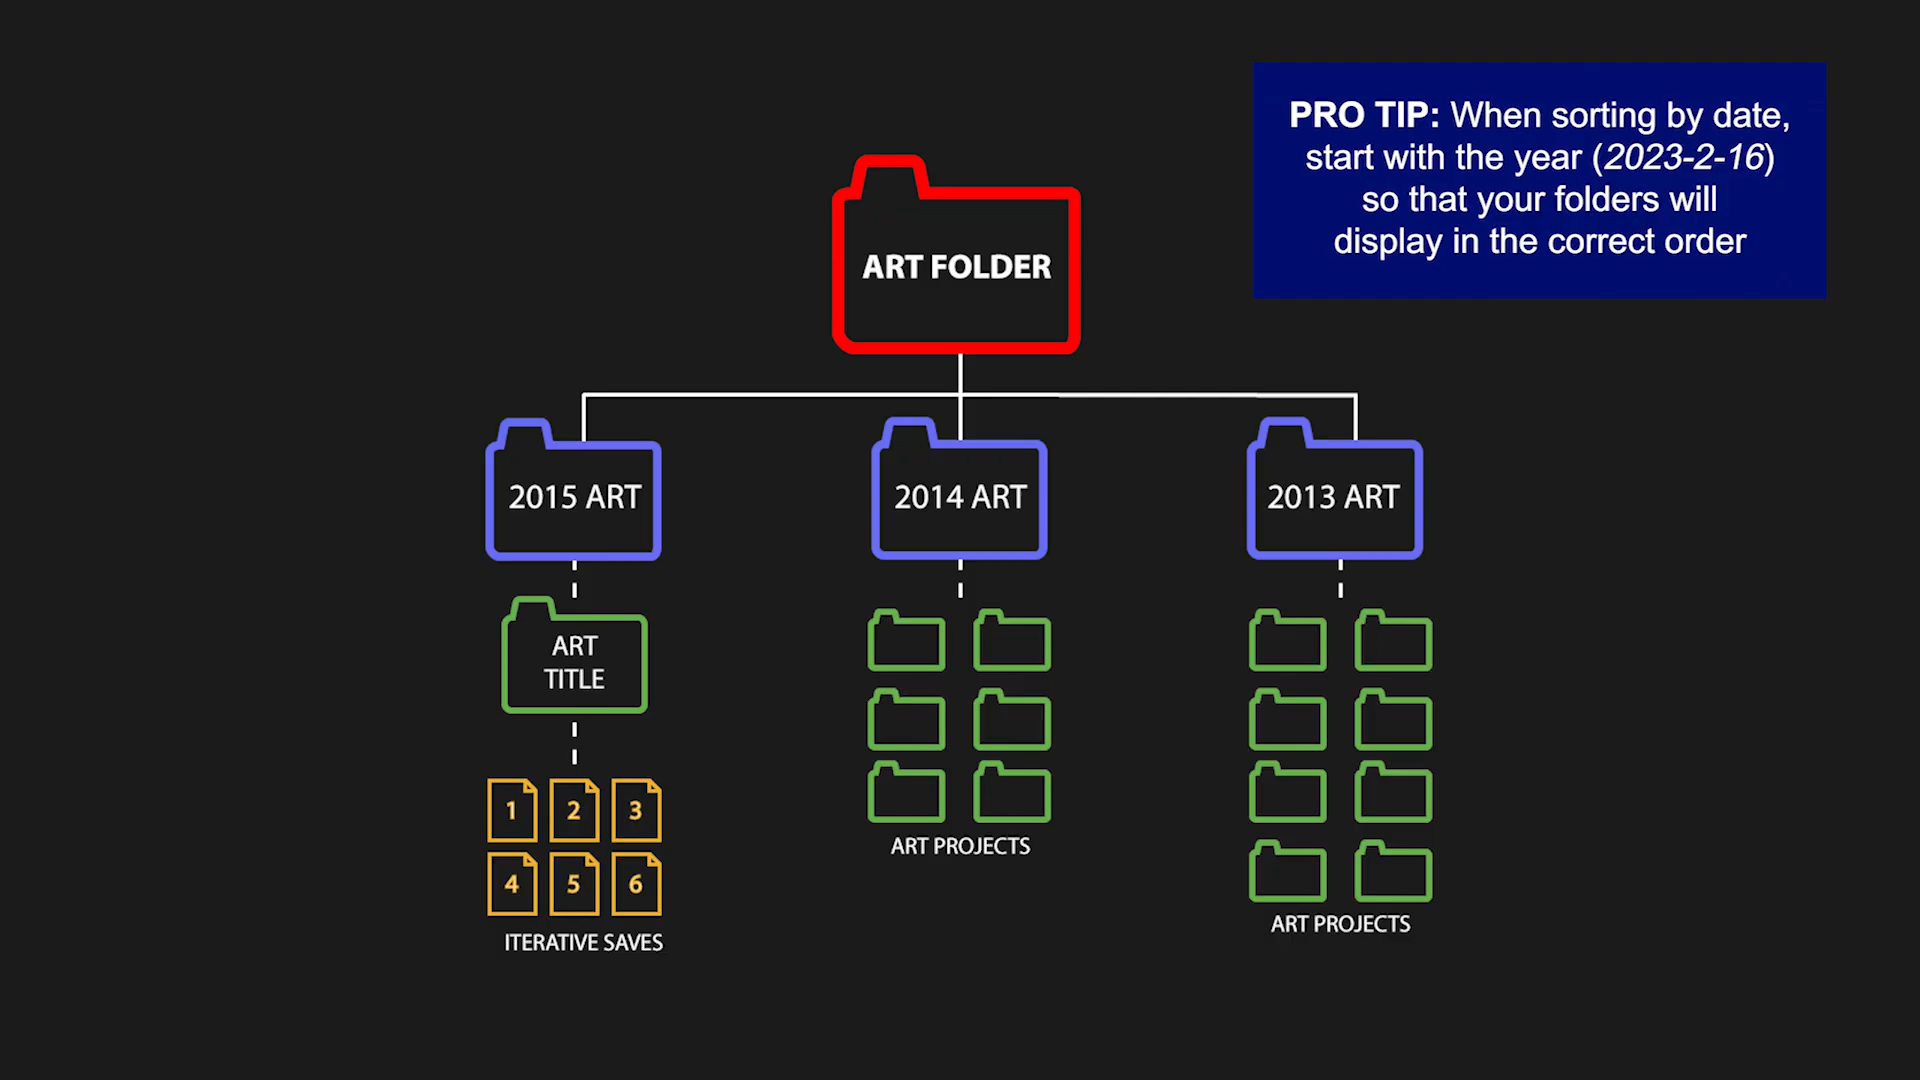 PRO TIP: When sorting by date,
start with the year (2023-2-16)
so that your folders will
display in the correct order
ART FOLDER
2015 ART
2014 ART
2013 ART
ART
TITLE
1 2 3
4 5 6
ITERATIVE SAVES
ART PROJECTS
ART PROJECTS